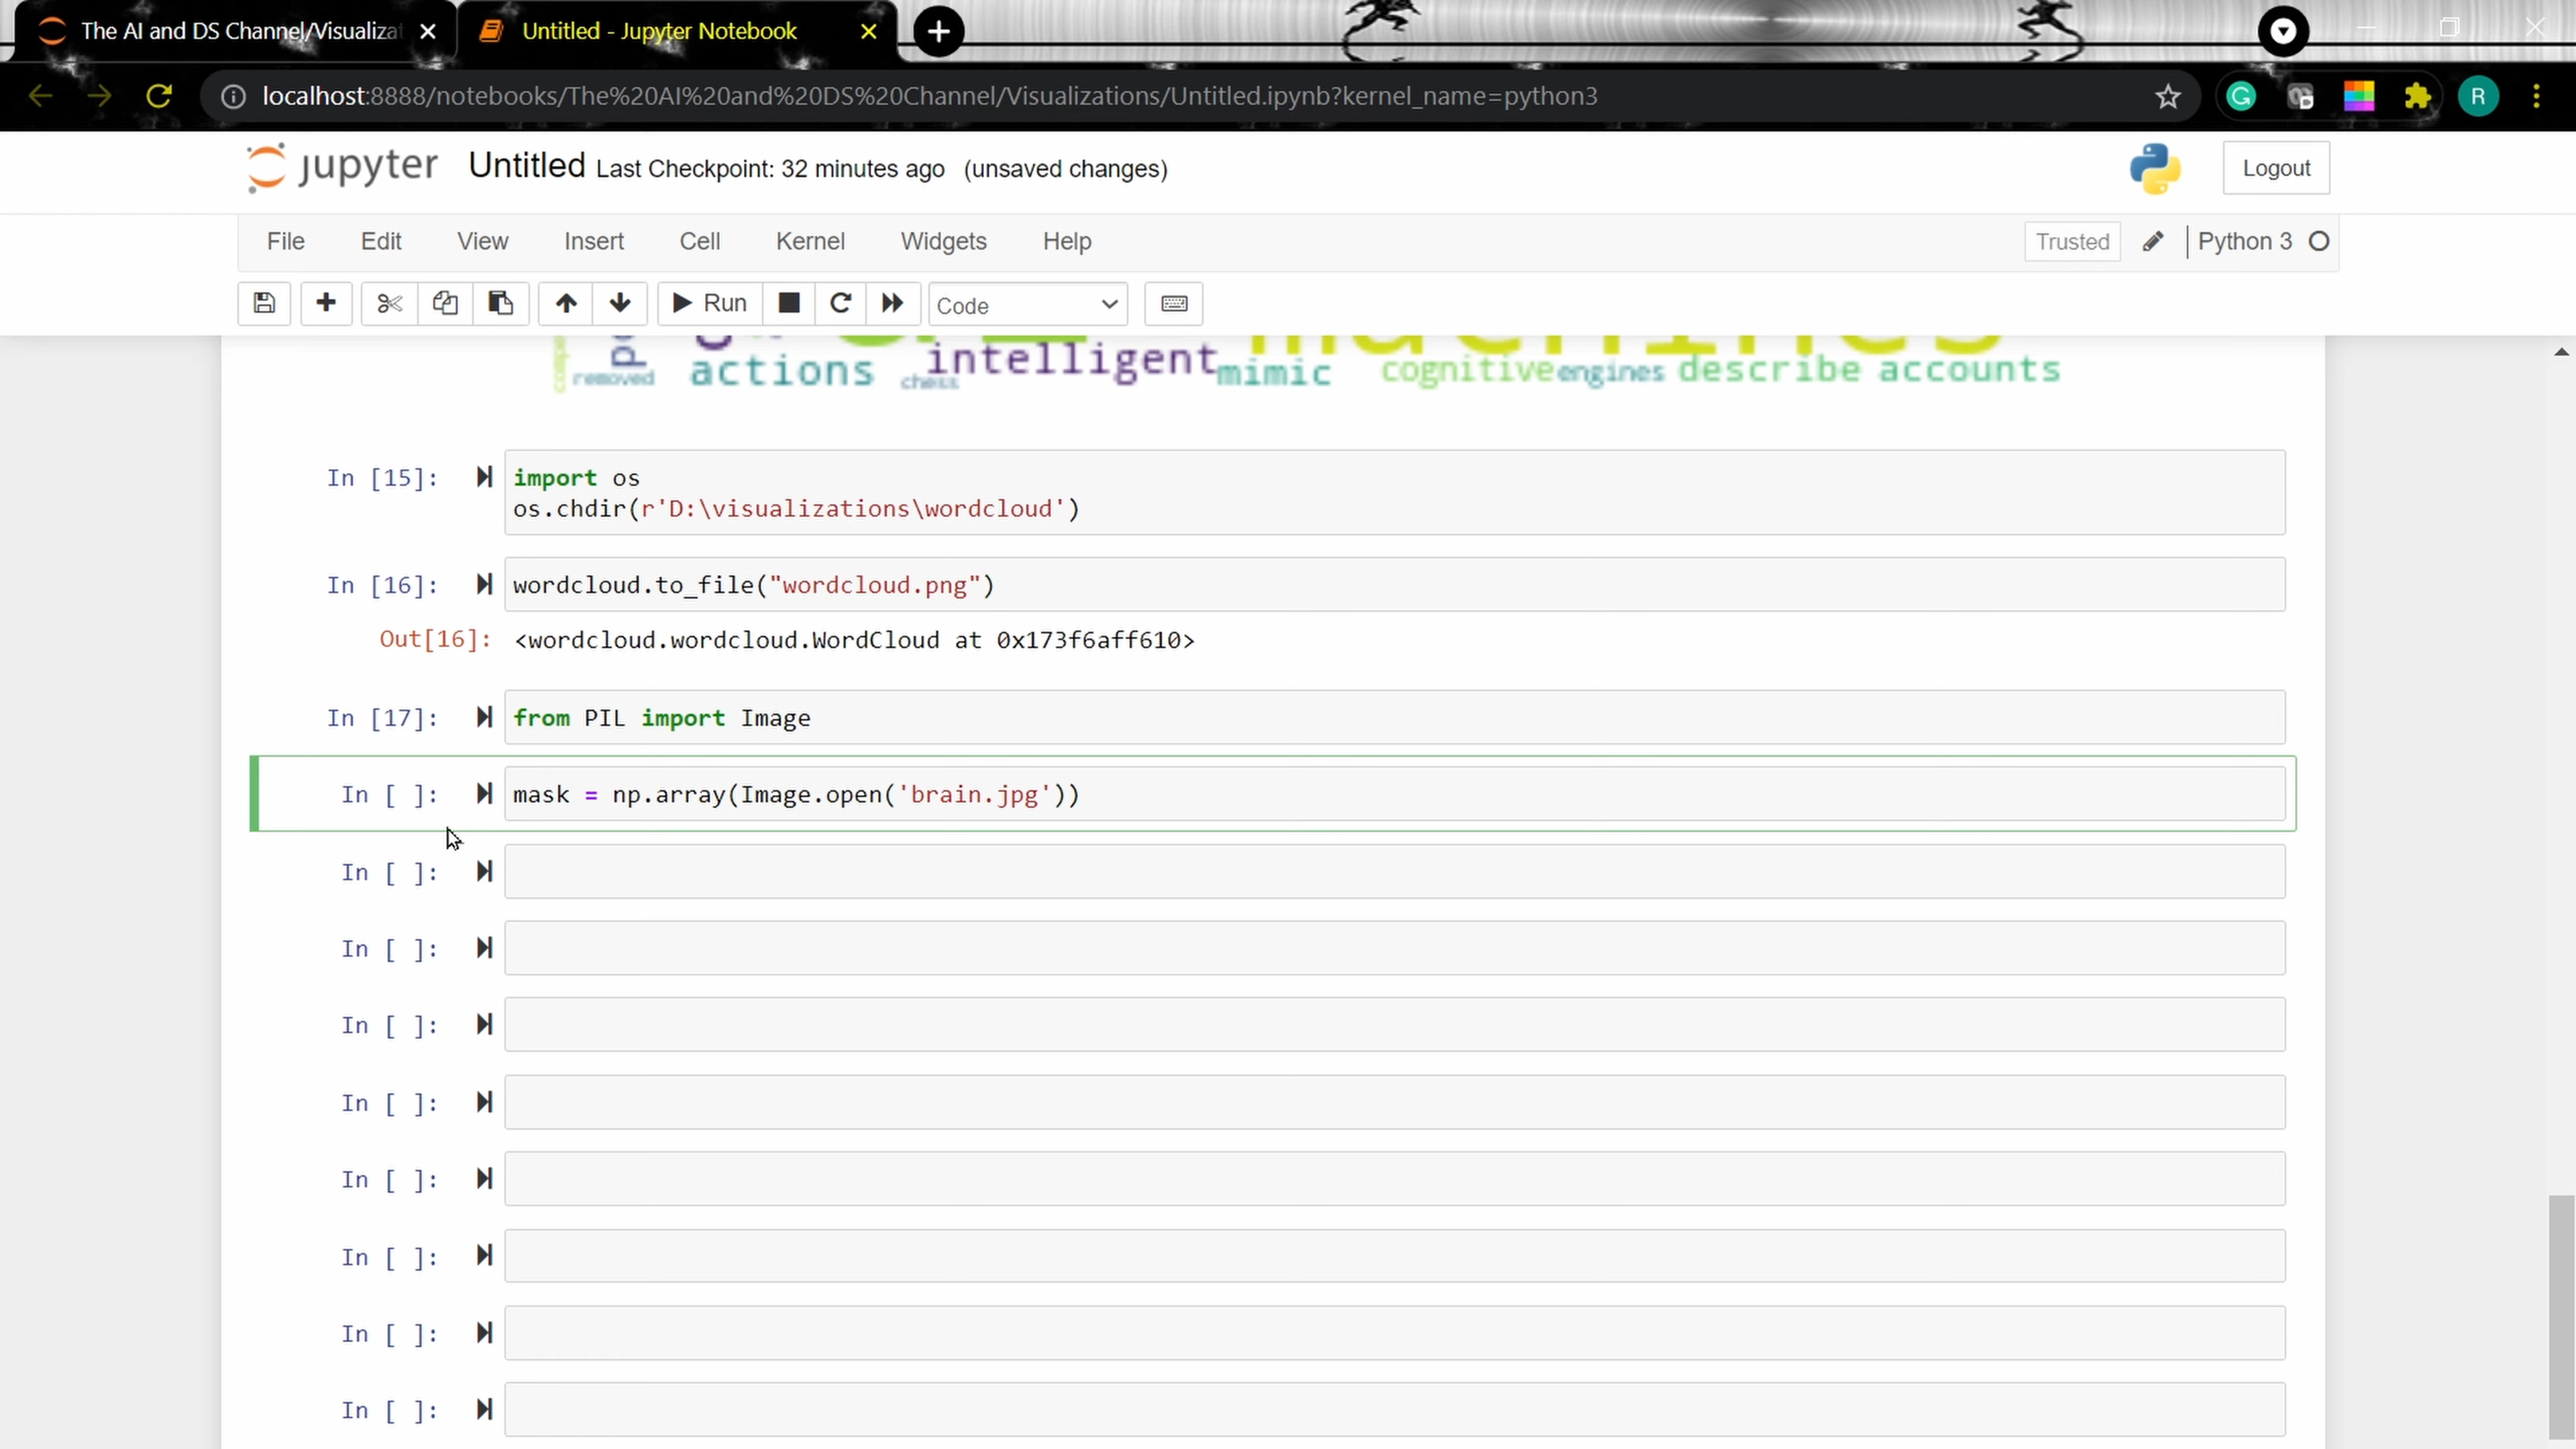 The AI and DS Channel/Visualizat
Untitled - Jupyter Notebook
localhost:8888/notebooks/The%20AI%20and%20DS%20Channel/Visualizations/Untitled.ipynb?kernel_name=python3
R
jupyter Untitled Last Checkpoint: 32 minutes ago (unsaved changes)
Logout
File Edit View Insert Cell Kernel Widgets Help
Trusted
Python 3
Run
Code
actions intelligent mimic cognitive engines describe accounts
removed chess
In [15]: import os
os.chdir(r'D:\visualizations\wordcloud')
In [16]: wordcloud.to_file("wordcloud.png")
Out[16]: <wordcloud.wordcloud.WordCloud at 0x173f6aff610>
In [17]: from PIL import Image
In [ ]: mask = np.array(Image.open('brain.jpg'))
In [ ]:
In [ ]:
In [ ]:
In [ ]:
In [ ]:
In [ ]:
In [ ]:
In [ ]: